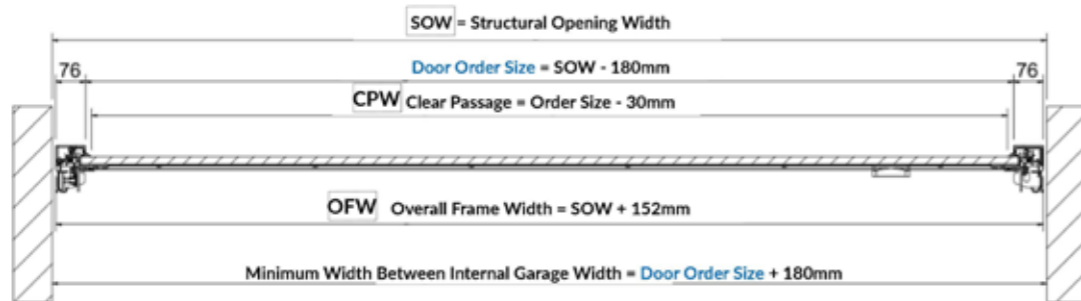 SOW = Structural Opening Width
76 Door Order Size = SOW - 180mm 76
CPW Clear Passage = Order Size - 30mm
OFW Overall Frame Width = SOW + 152mm
Minimum Width Between Internal Garage Width = Door Order Size + 180mm